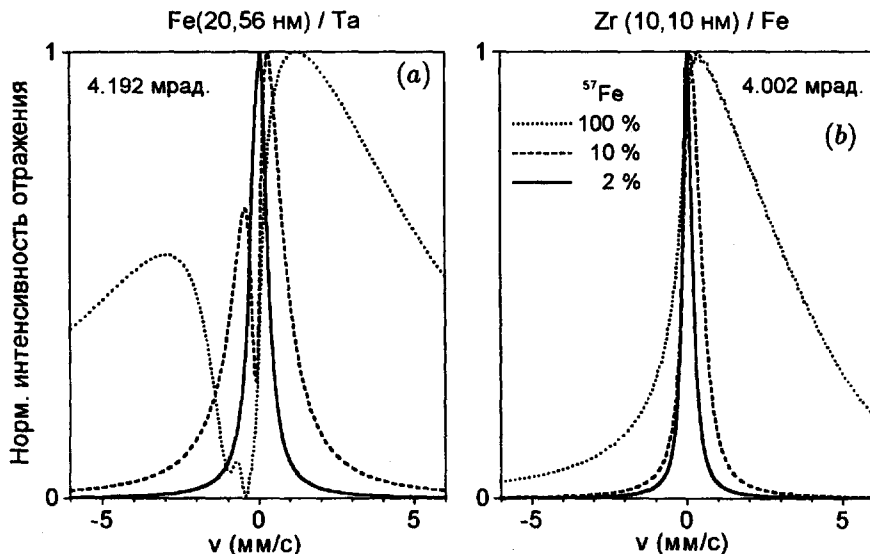 Fe(20,56 нм) / Ta
Zr (10,10 нм) / Fe
Норм. интенсивность отражения
1
4.192 мрад.
(a)
0
-5
0
5
v (мм/с)
1
4.002 мрад.
(b)
⁵⁷Fe
100 %
10 %
2 %
0
-5
0
5
v (мм/с)